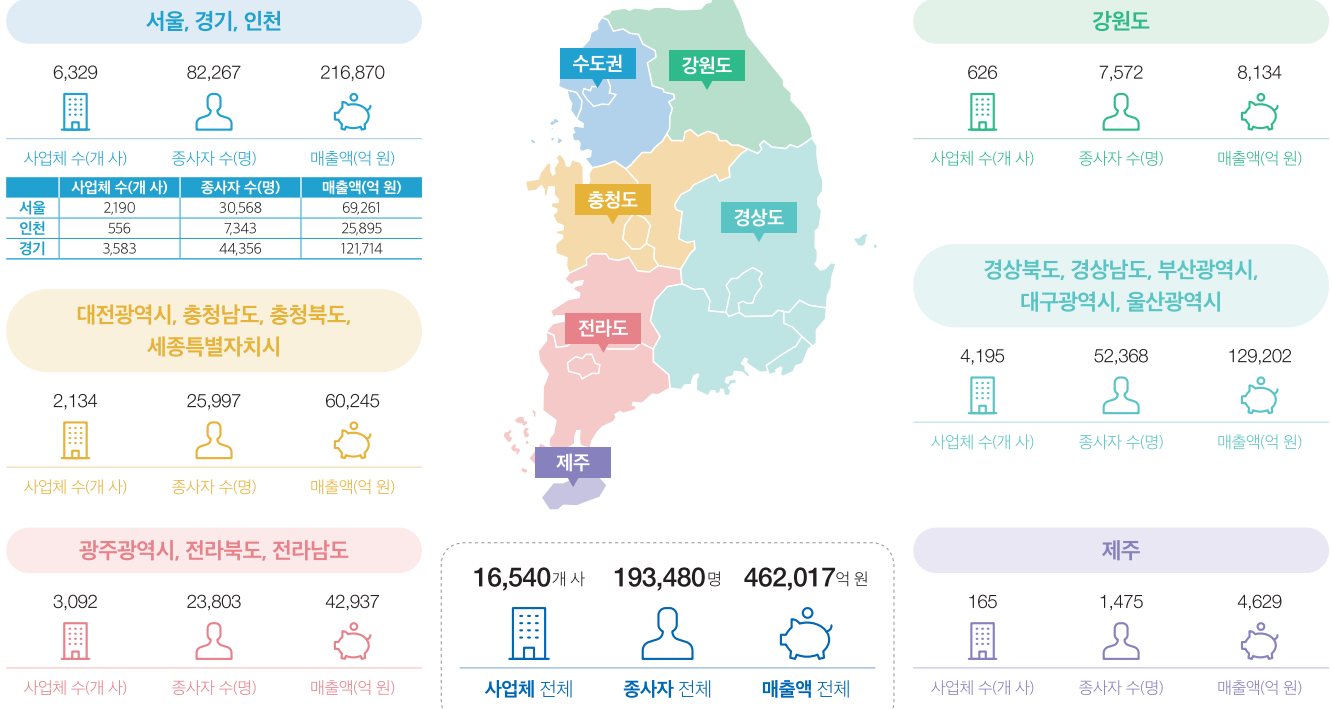 서울, 경기, 인천
6,329 82,267 216,870
사업체 수(개 사) 종사자 수(명) 매출액(억 원)
사업체 수(개 사) 종사자 수(명) 매출액(억 원)
서울 2,190 30,568 69,261
인천 556 7,343 25,895
경기 3,583 44,356 121,714
대전광역시, 충청남도, 충청북도,
세종특별자치시
2,134 25,997 60,245
사업체 수(개 사) 종사자 수(명) 매출액(억 원)
광주광역시, 전라북도, 전라남도
3,092 23,803 42,937
사업체 수(개 사) 종사자 수(명) 매출액(억 원)
수도권
강원도
충청도
경상도
전라도
제주
16,540개 사 193,480명 462,017억 원
사업체 전체 종사자 전체 매출액 전체
강원도
626 7,572 8,134
사업체 수(개 사) 종사자 수(명) 매출액(억 원)
경상북도, 경상남도, 부산광역시,
대구광역시, 울산광역시
4,195 52,368 129,202
사업체 수(개 사) 종사자 수(명) 매출액(억 원)
제주
165 1,475 4,629
사업체 수(개 사) 종사자 수(명) 매출액(억 원)